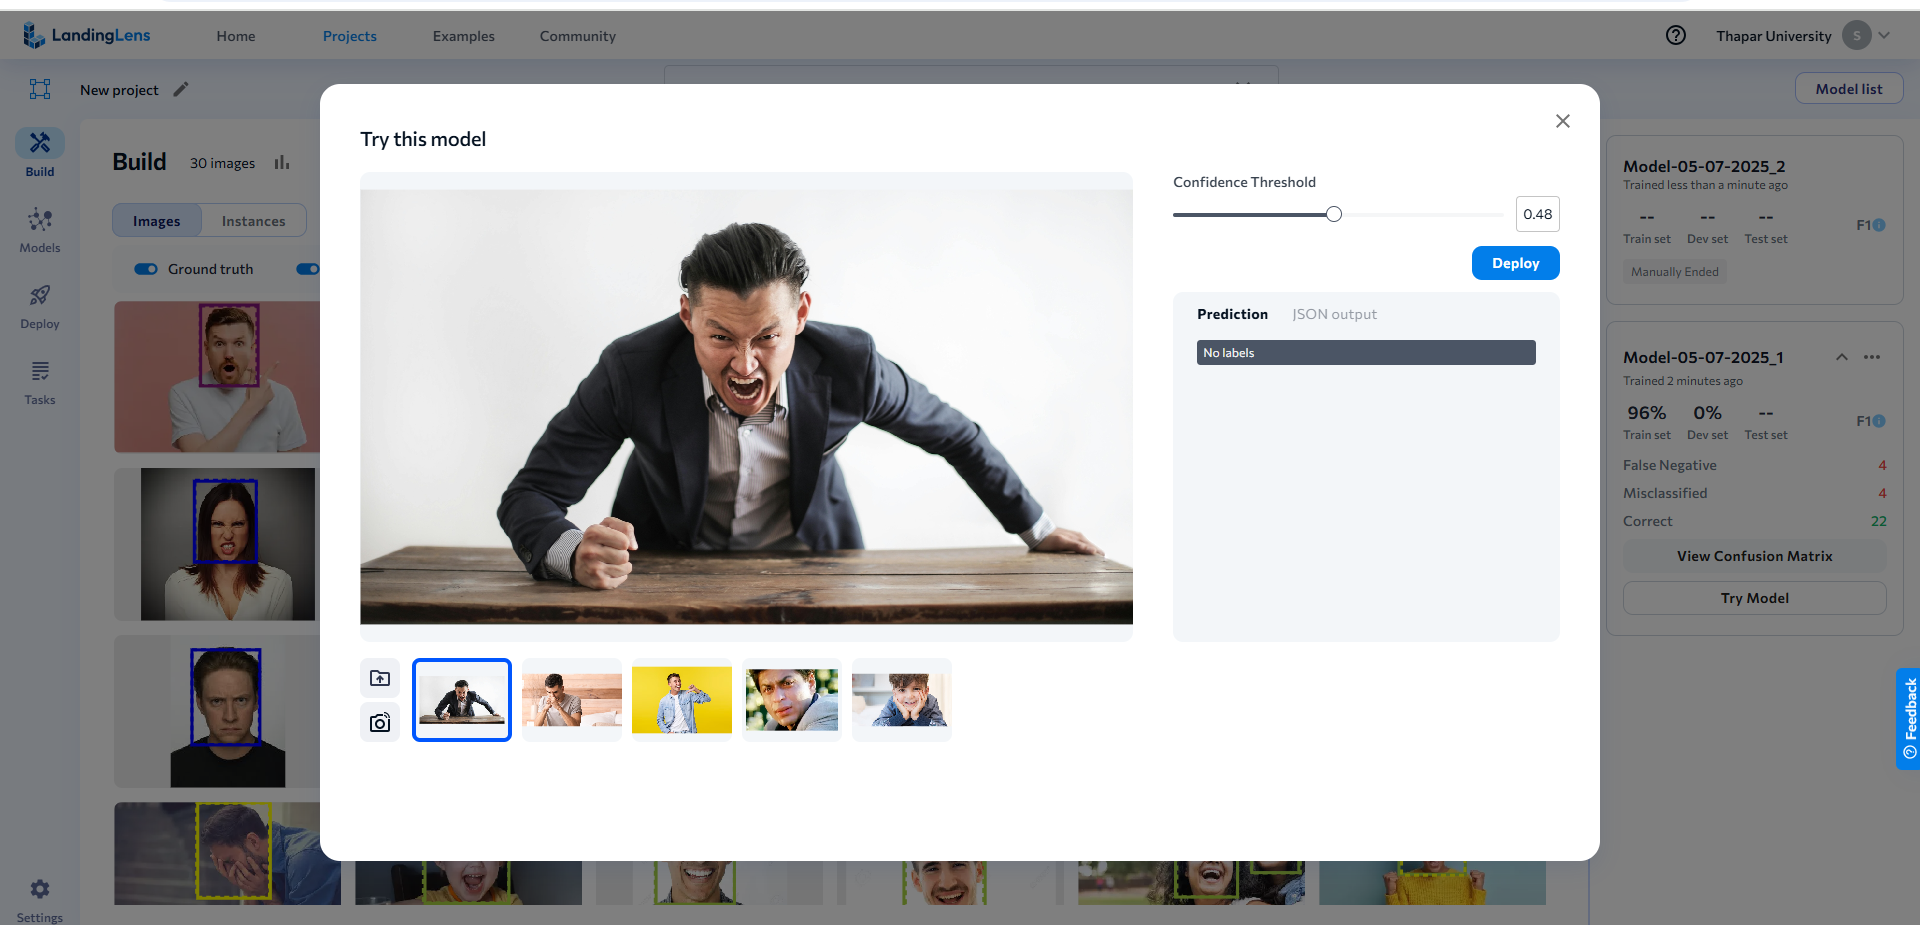 LandingLens
Home
Projects
Examples
Community
Thapar University
S
New project
Model list
Build
Models
Deploy
Tasks
Settings
Build
30 images
Images
Instances
Ground truth
Try this model
Confidence Threshold
0.48
Deploy
Prediction
JSON output
No labels
Model-05-07-2025_2
Trained less than a minute ago
-- -- --
Train set Dev set Test set
F1
Manually Ended
Model-05-07-2025_1
Trained 2 minutes ago
96% 0% --
Train set Dev set Test set
F1
False Negative 4
Misclassified 4
Correct 22
View Confusion Matrix
Try Model
Feedback